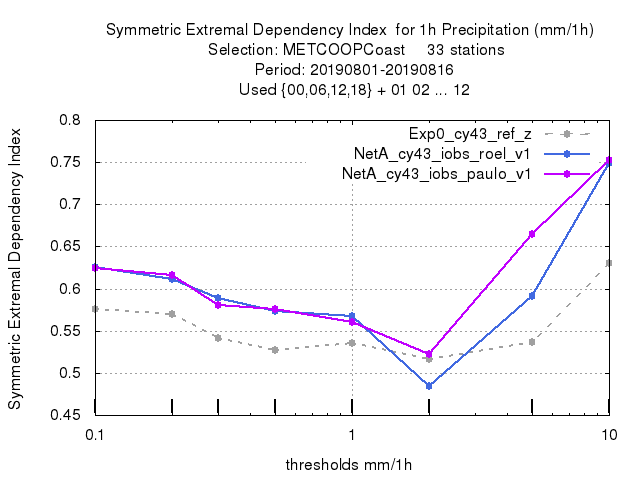 Symmetric Extremal Dependency Index  for 1h Precipitation (mm/1h)
Selection: METCOOPCoast    33 stations
Period: 20190801-20190816
Used {00,06,12,18} + 01 02 ... 12
Exp0_cy43_ref_z
NetA_cy43_iobs_roel_v1
NetA_cy43_iobs_paulo_v1
Symmetric Extremal Dependency Index
0.8
0.75
0.7
0.65
0.6
0.55
0.5
0.45
0.1 1 10
thresholds mm/1h